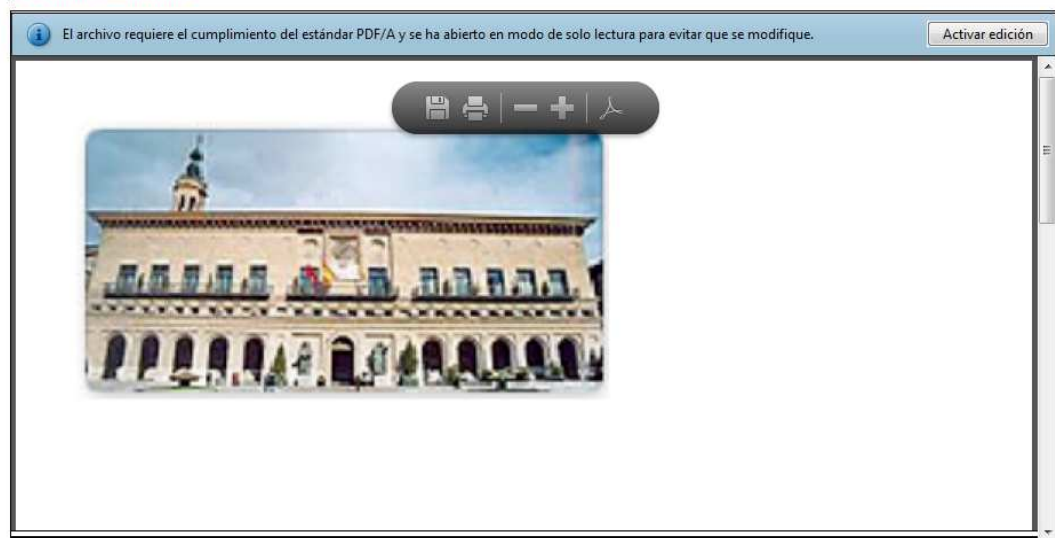 El archivo requiere el cumplimiento del estándar PDF/A y se ha abierto en modo de solo lectura para evitar que se modifique.
Activar edición